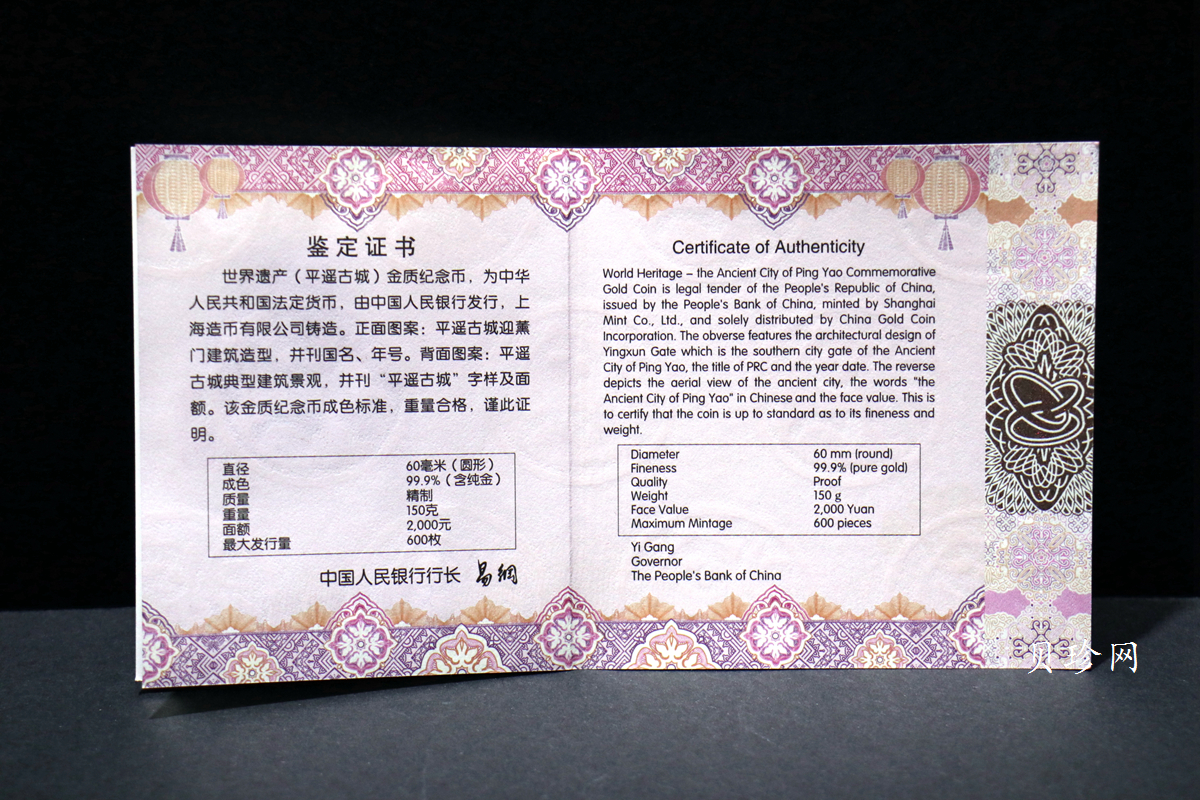 鉴定证书
世界遗产（平遥古城）金质纪念币，为中华
人民共和国法定货币，由中国人民银行发行，上
海造币有限公司铸造。正面图案：平遥古城迎薰
门建筑造型，并刊国名、年号。背面图案：平遥
古城典型建筑景观，并刊“平遥古城”字样及面
额。该金质纪念币成色标准，重量合格，谨此证
明。
直径 60毫米（圆形）
成色 99.9%（含纯金）
质量 精制
重量 150克
面额 2,000元
最大发行量 600枚
中国人民银行行长 易纲
Certificate of Authenticity
World Heritage – the Ancient City of Ping Yao Commemorative
Gold Coin is legal tender of the People's Republic of China,
issued by the People's Bank of China, minted by Shanghai
Mint Co., Ltd., and solely distributed by China Gold Coin
Incorporation. The obverse features the architectural design of
Yingxun Gate which is the southern city gate of the Ancient
City of Ping Yao, the title of PRC and the year date. The reverse
depicts the aerial view of the ancient city, the words "the
Ancient City of Ping Yao" in Chinese and the face value. This is
to certify that the coin is up to standard as to its fineness and
weight.
Diameter 60 mm (round)
Fineness 99.9% (pure gold)
Quality Proof
Weight 150 g
Face Value 2,000 Yuan
Maximum Mintage 600 pieces
Yi Gang
Governor
The People's Bank of China
贝珍网